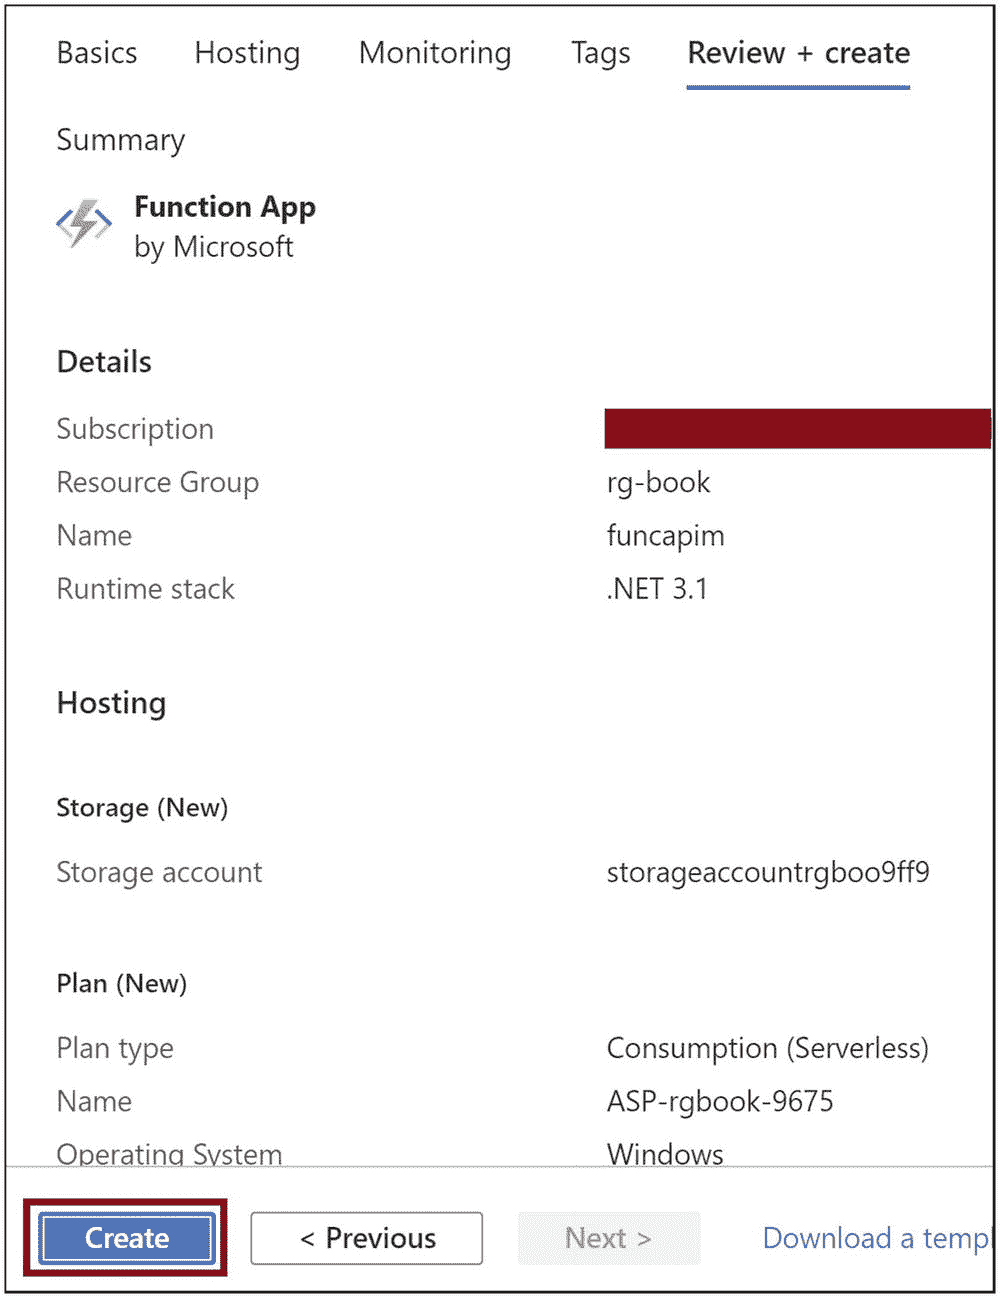 Basics Hosting Monitoring Tags Review + create
Summary
Function App
by Microsoft
Details
Subscription
Resource Group rg-book
Name funcapim
Runtime stack .NET 3.1
Hosting
Storage (New)
Storage account storageaccountrgboo9ff9
Plan (New)
Plan type Consumption (Serverless)
Name ASP-rgbook-9675
Operating System Windows
Create < Previous Next > Download a templ